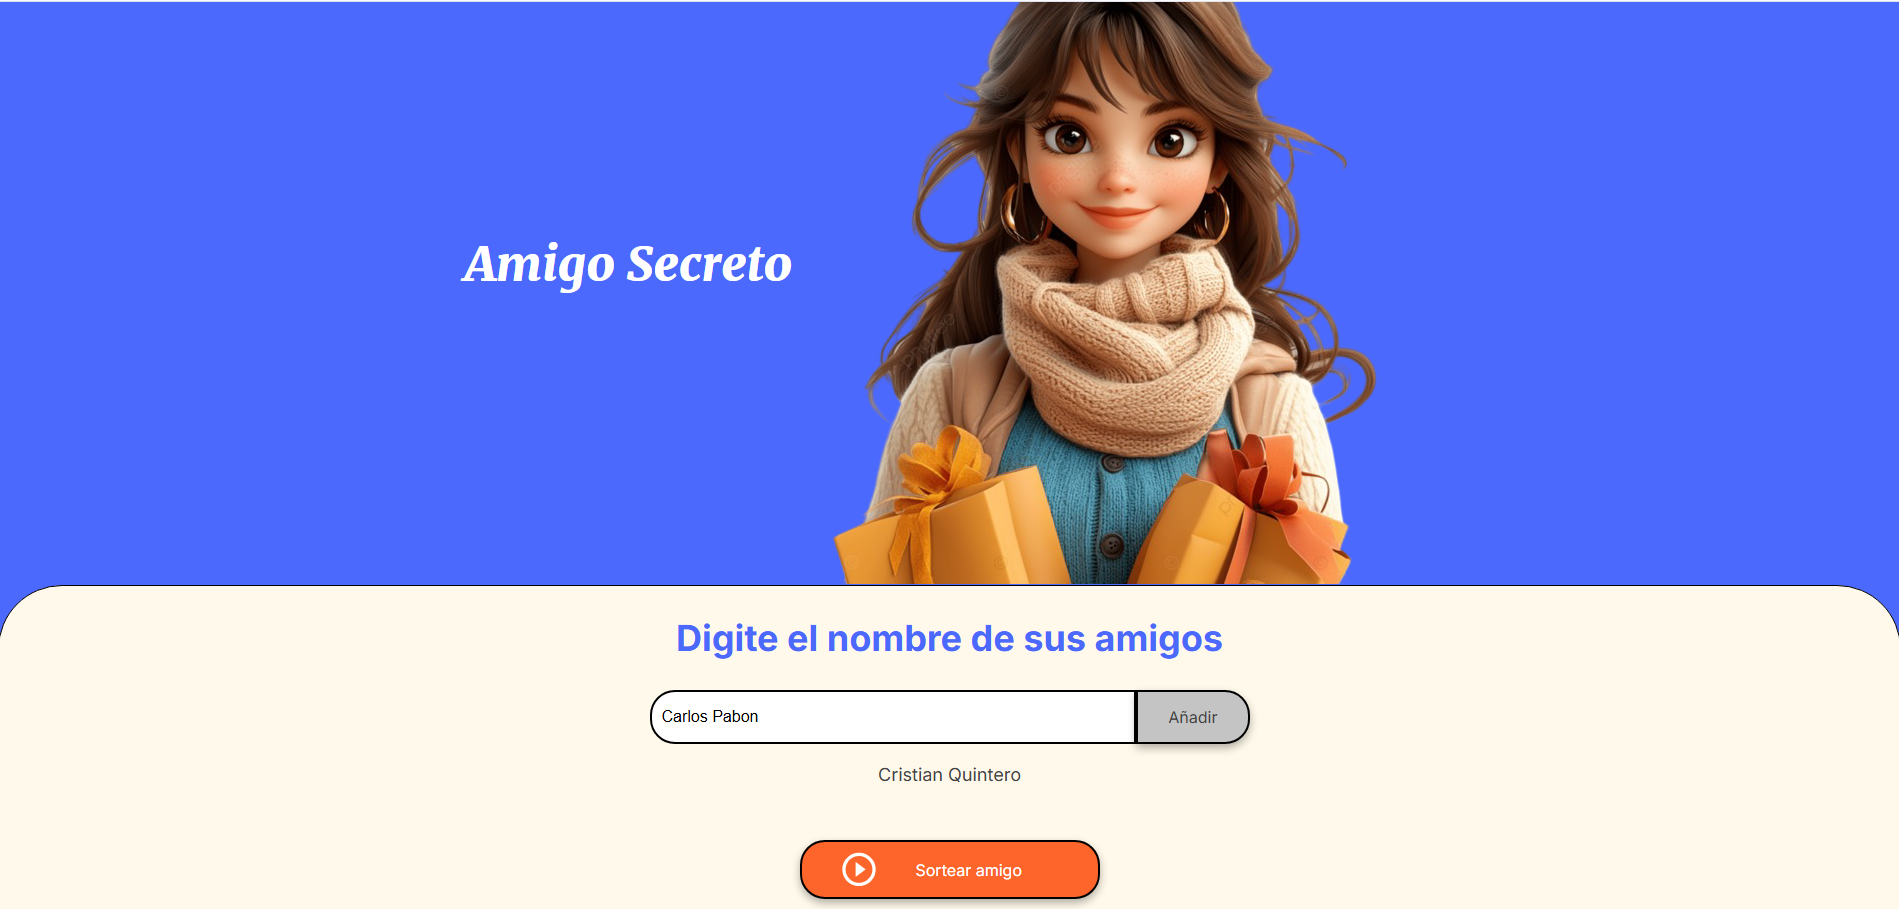 Amigo Secreto
Digite el nombre de sus amigos
Carlos Pabon
Añadir
Cristian Quintero
Sortear amigo